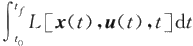 ∫_{t_0}^{t_f} L[𝒙(t), 𝒖(t), t]dt